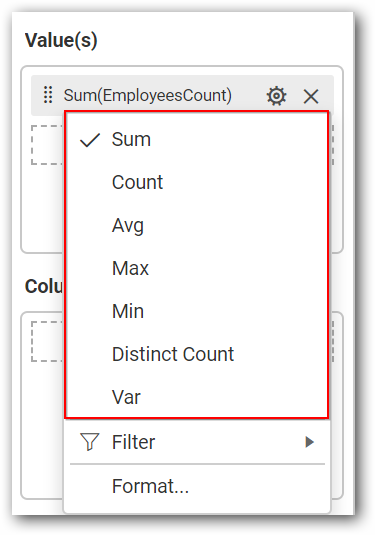 Value(s)
Sum(EmployeesCount)
Sum
Count
Avg
Max
Colu
Min
Distinct Count
Var
Filter
Format...